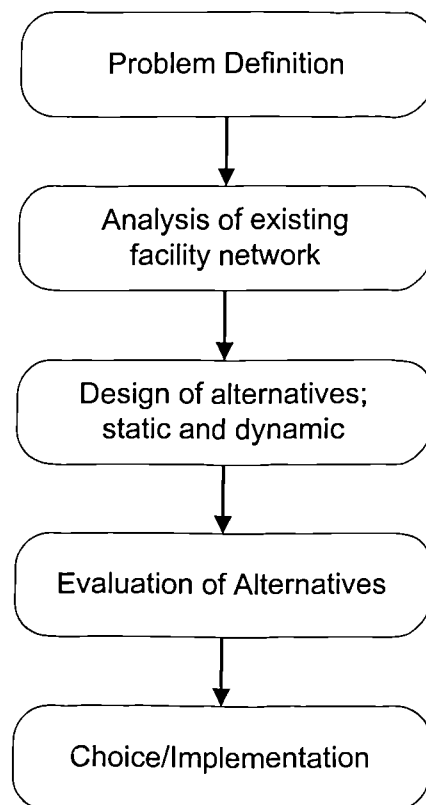 Problem Definition
Analysis of existing
facility network
Design of alternatives;
static and dynamic
Evaluation of Alternatives
Choice/Implementation